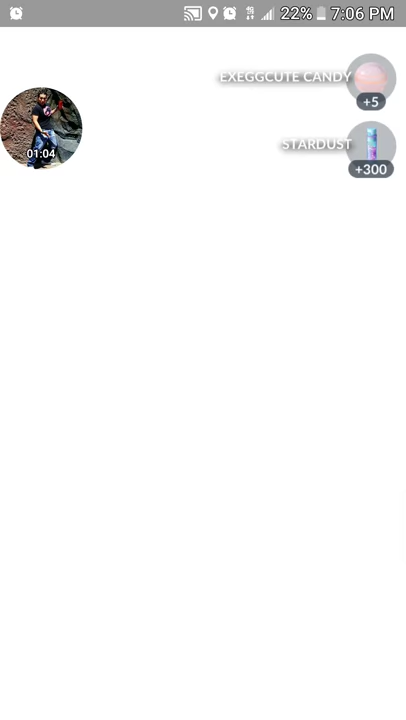 22% 7:06 PM
EXEGGCUTE CANDY
+5
01:04
STARDUST
+300